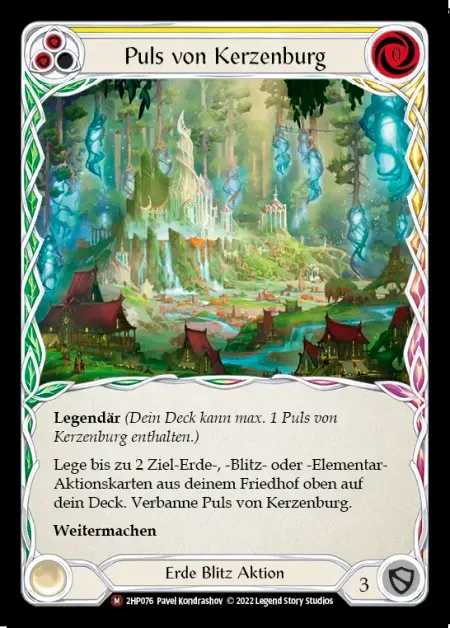 Puls von Kerzenburg
0
Legendär (Dein Deck kann max. 1 Puls von
Kerzenburg enthalten.)
Lege bis zu 2 Ziel-Erde-, -Blitz- oder -Elementar-
Aktionskarten aus deinem Friedhof oben auf
dein Deck. Verbanne Puls von Kerzenburg.
Weitermachen
Erde Blitz Aktion
3
M 2HP076 Pavel Kondrashov © 2022 Legend Story Studios